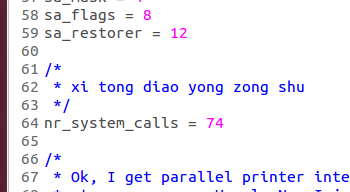 58 sa_flags = 8
59 sa_restorer = 12
60
61 /*
62 * xi tong diao yong zong shu
63 */
64 nr_system_calls = 74
65
66 /*
67 * Ok, I get parallel printer inte